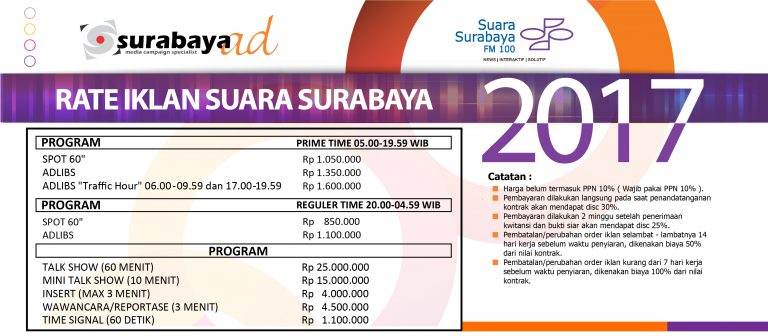 surabaya ad
media campaign specialist
Suara
Surabaya
FM 100
NEWS | INTERAKTIF | SOLUTIF
RATE IKLAN SUARA SURABAYA
2017
PROGRAM PRIME TIME 05.00-19.59 WIB
SPOT 60" Rp 1.050.000
ADLIBS Rp 1.350.000
ADLIBS "Traffic Hour" 06.00-09.59 dan 17.00-19.59 Rp 1.600.000
PROGRAM REGULER TIME 20.00-04.59 WIB
SPOT 60" Rp 850.000
ADLIBS Rp 1.100.000
PROGRAM
TALK SHOW (60 MENIT) Rp 25.000.000
MINI TALK SHOW (10 MENIT) Rp 15.000.000
INSERT (MAX 3 MENIT) Rp 4.000.000
WAWANCARA/REPORTASE (3 MENIT) Rp 4.500.000
TIME SIGNAL (60 DETIK) Rp 1.100.000
Catatan :
Harga belum termasuk PPN 10% ( Wajib pakai PPN 10% ).
Pembayaran dilakukan langsung pada saat penandatanganan
kontrak akan mendapat disc 30%.
Pembayaran dilakukan 2 minggu setelah penerimaan
kwitansi dan bukti siar akan mendapat disc 25%.
Pembatalan/perubahan order iklan selambat - lambatnya 14
hari kerja sebelum waktu penyiaran, dikenakan biaya 50%
dari nilai kontrak.
Pembatalan/perubahan order iklan kurang dari 7 hari kerja
sebelum waktu penyiaran, dikenakan biaya 100% dari nilai
kontrak.